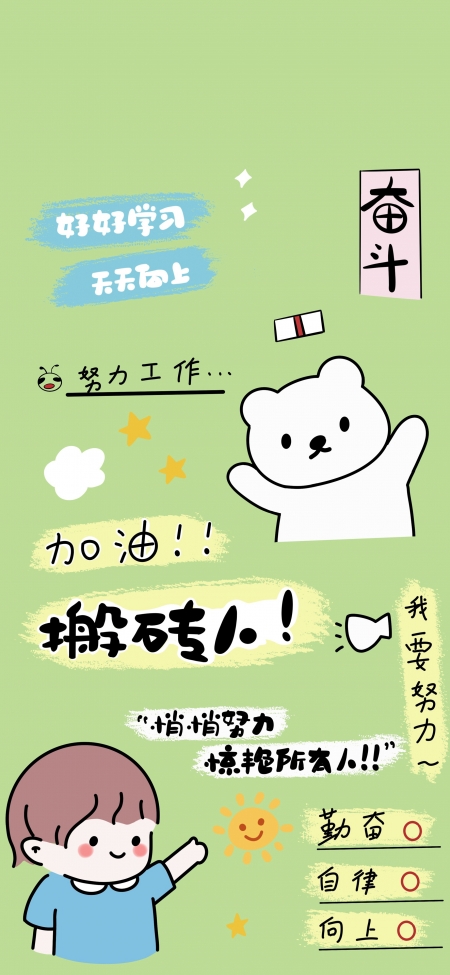 好好学习
天天向上
奋斗
努力工作...
加油!!
搬砖人!
我要努力~
“悄悄努力
惊艳所有人!!”
勤奋
自律
向上